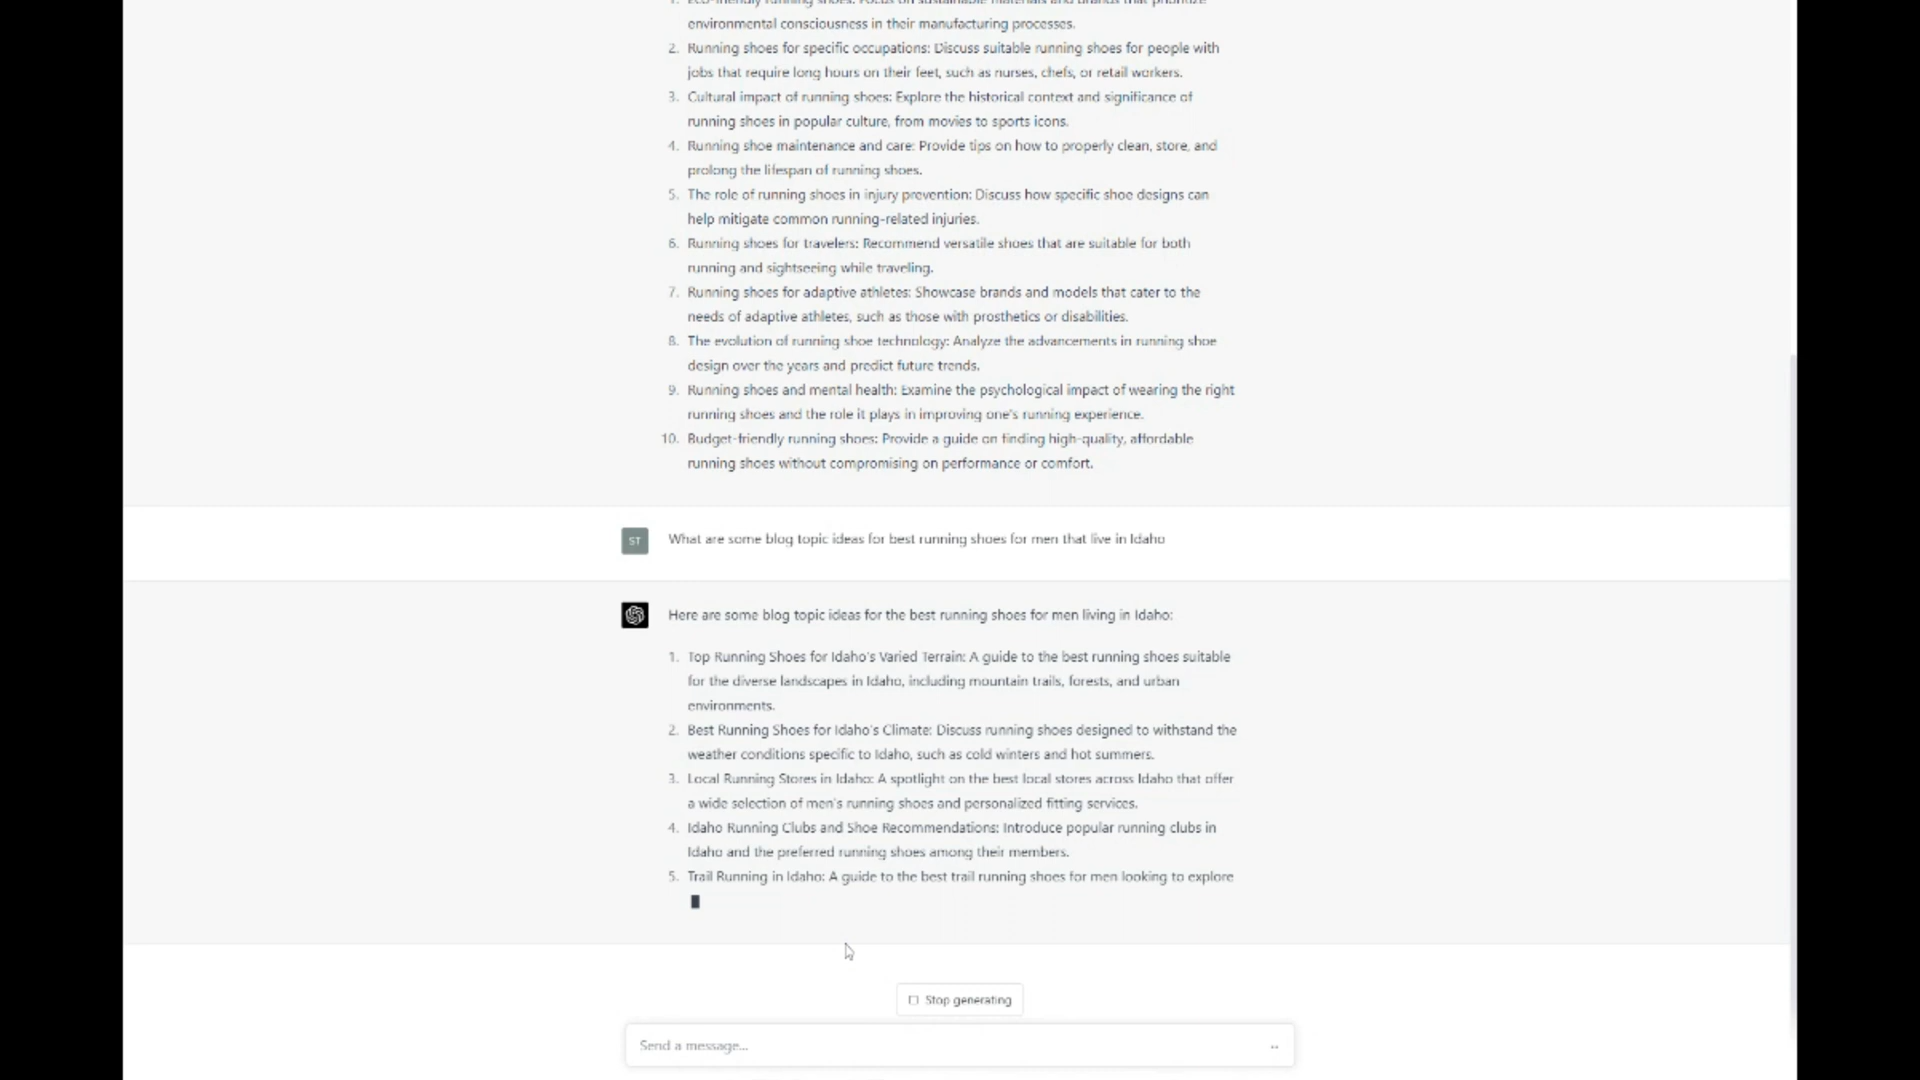 1. Eco-friendly running shoes: Focus on sustainable materials and brands that prioritize
environmental consciousness in their manufacturing processes.
2. Running shoes for specific occupations: Discuss suitable running shoes for people with
jobs that require long hours on their feet, such as nurses, chefs, or retail workers.
3. Cultural impact of running shoes: Explore the historical context and significance of
running shoes in popular culture, from movies to sports icons.
4. Running shoe maintenance and care: Provide tips on how to properly clean, store, and
prolong the lifespan of running shoes.
5. The role of running shoes in injury prevention: Discuss how specific shoe designs can
help mitigate common running-related injuries.
6. Running shoes for travelers: Recommend versatile shoes that are suitable for both
running and sightseeing while traveling.
7. Running shoes for adaptive athletes: Showcase brands and models that cater to the
needs of adaptive athletes, such as those with prosthetics or disabilities.
8. The evolution of running shoe technology: Analyze the advancements in running shoe
design over the years and predict future trends.
9. Running shoes and mental health: Examine the psychological impact of wearing the right
running shoes and the role it plays in improving one's running experience.
10. Budget-friendly running shoes: Provide a guide on finding high-quality, affordable
running shoes without compromising on performance or comfort.
ST
What are some blog topic ideas for best running shoes for men that live in Idaho
Here are some blog topic ideas for the best running shoes for men living in Idaho:
1. Top Running Shoes for Idaho's Varied Terrain: A guide to the best running shoes suitable
for the diverse landscapes in Idaho, including mountain trails, forests, and urban
environments.
2. Best Running Shoes for Idaho's Climate: Discuss running shoes designed to withstand the
weather conditions specific to Idaho, such as cold winters and hot summers.
3. Local Running Stores in Idaho: A spotlight on the best local stores across Idaho that offer
a wide selection of men's running shoes and personalized fitting services.
4. Idaho Running Clubs and Shoe Recommendations: Introduce popular running clubs in
Idaho and the preferred running shoes among their members.
5. Trail Running in Idaho: A guide to the best trail running shoes for men looking to explore
Stop generating
Send a message...